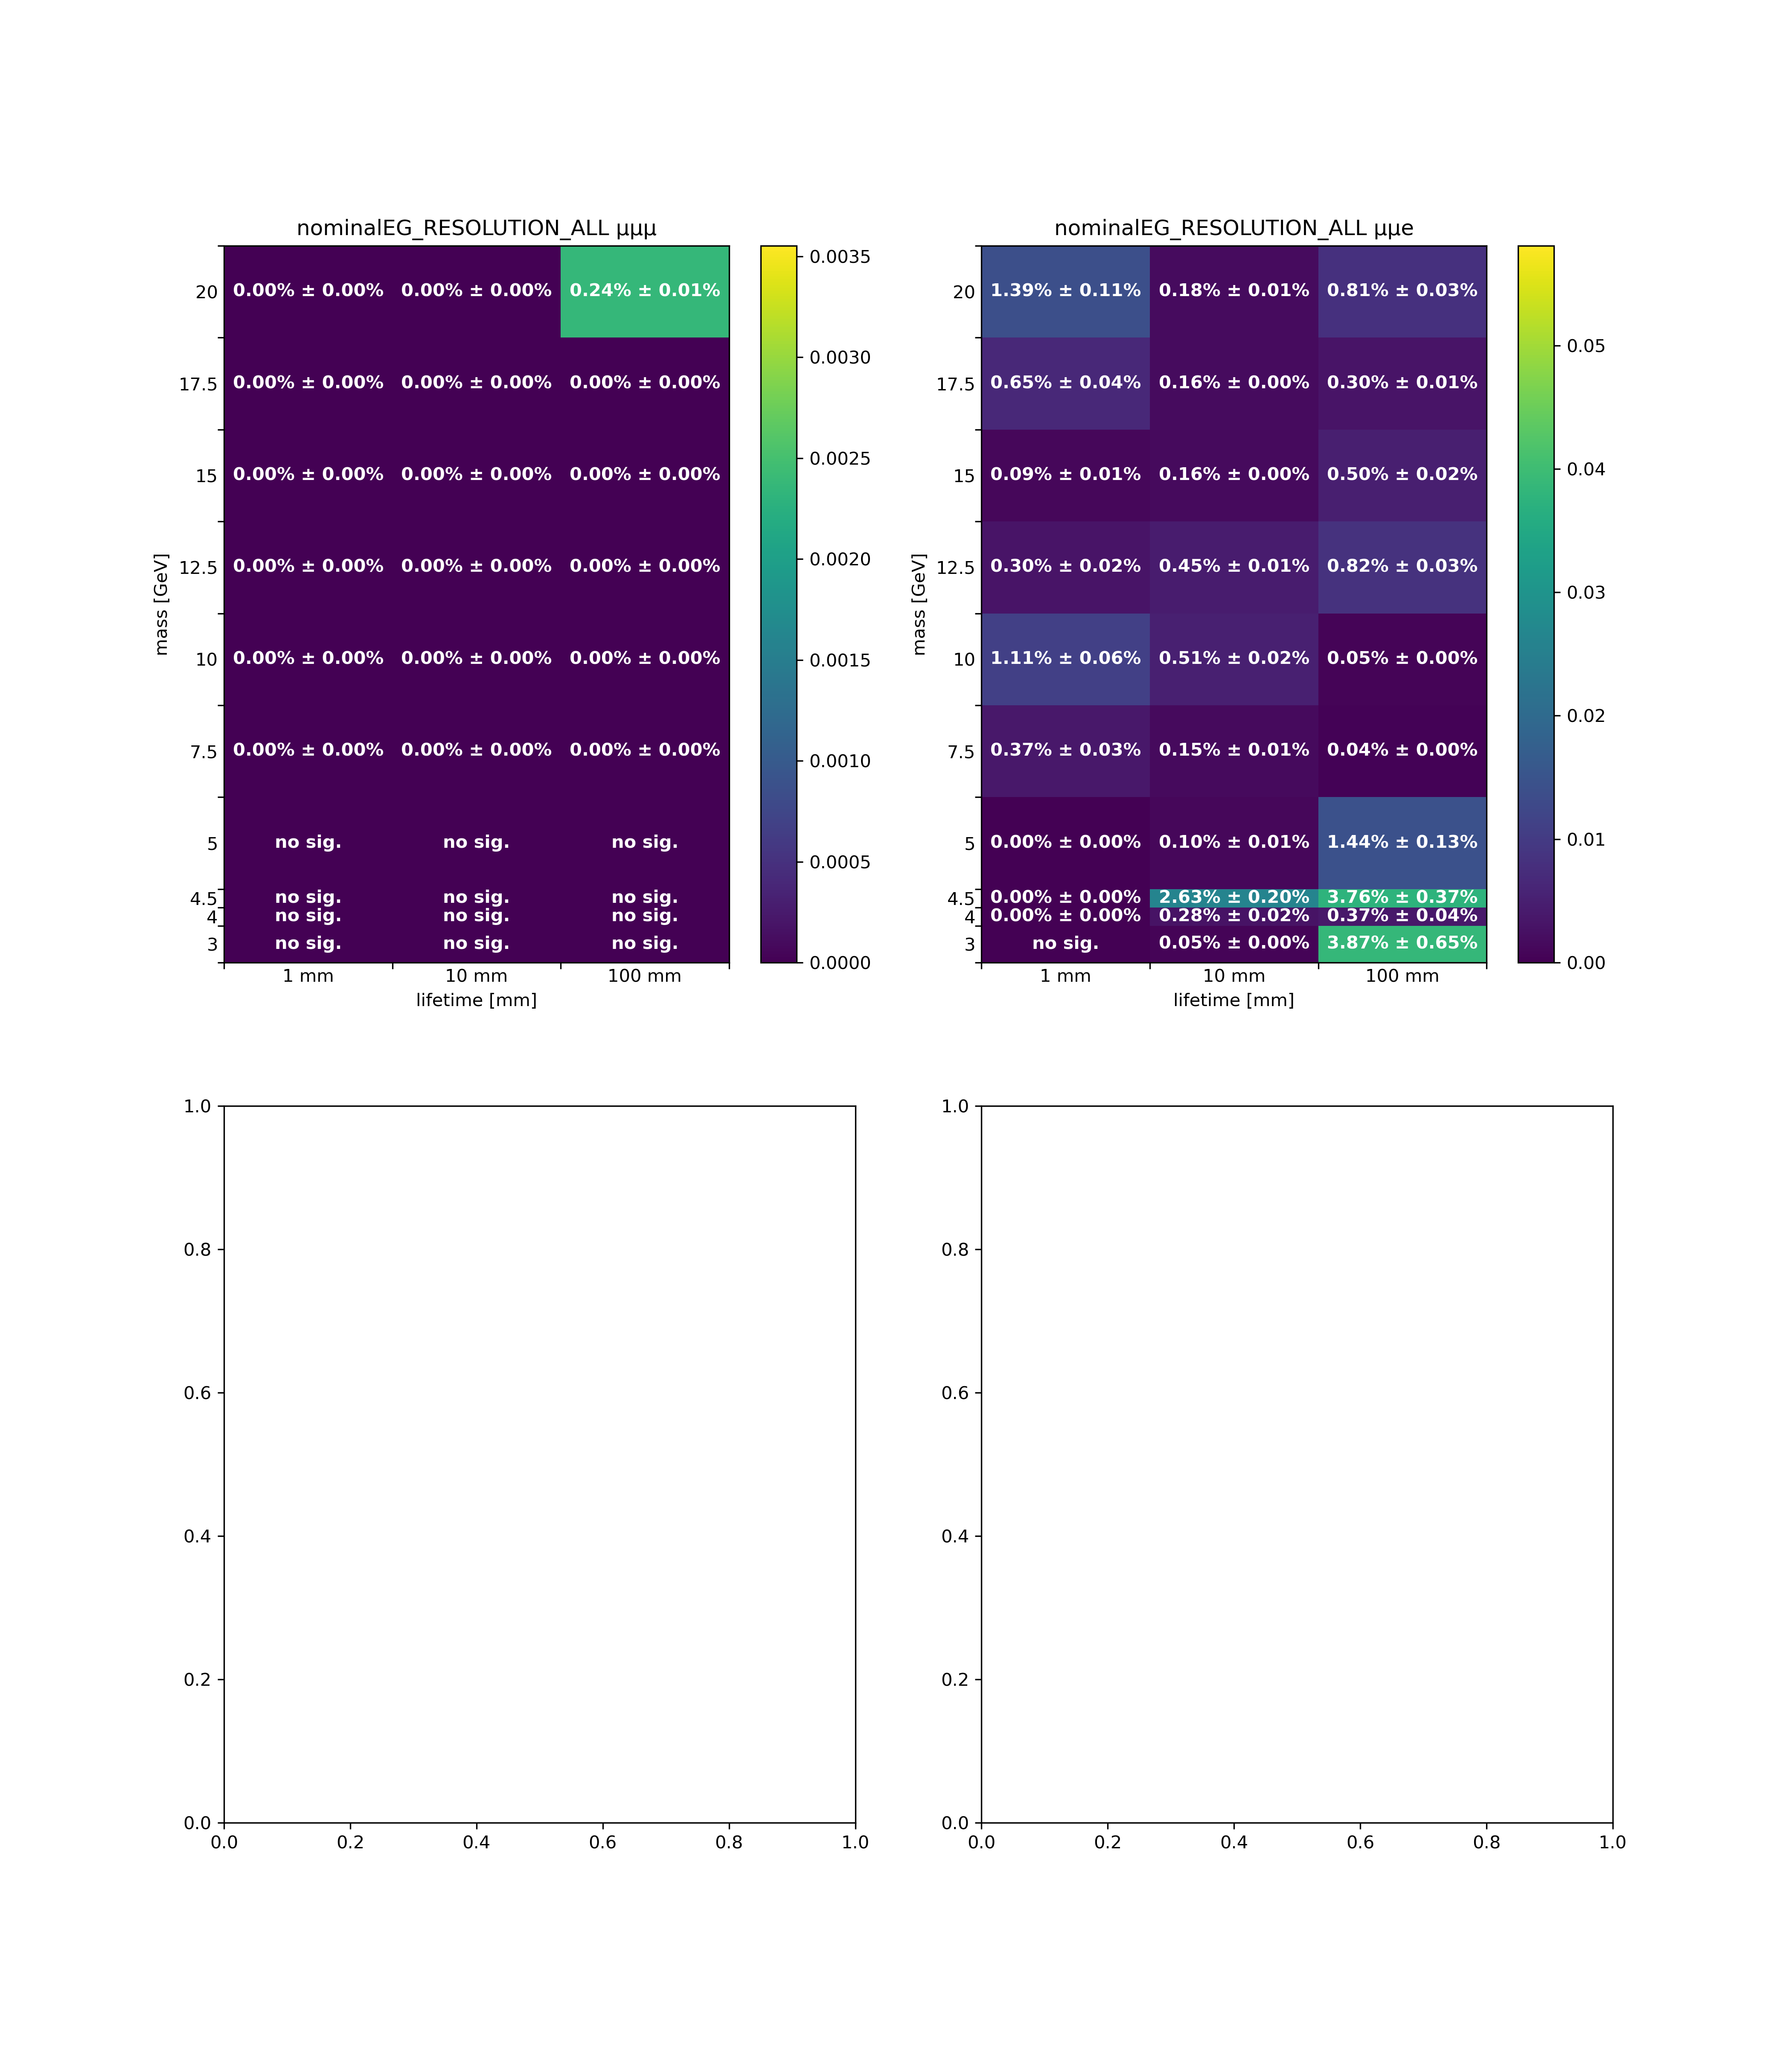 nominalEG_RESOLUTION_ALL μμμ
mass [GeV]
20 0.00% ± 0.00% 0.00% ± 0.00% 0.24% ± 0.01%
17.5 0.00% ± 0.00% 0.00% ± 0.00% 0.00% ± 0.00%
15 0.00% ± 0.00% 0.00% ± 0.00% 0.00% ± 0.00%
12.5 0.00% ± 0.00% 0.00% ± 0.00% 0.00% ± 0.00%
10 0.00% ± 0.00% 0.00% ± 0.00% 0.00% ± 0.00%
7.5 0.00% ± 0.00% 0.00% ± 0.00% 0.00% ± 0.00%
5 no sig. no sig. no sig.
4.5 no sig. no sig. no sig.
4 no sig. no sig. no sig.
3 no sig. no sig. no sig.
1 mm 10 mm 100 mm
lifetime [mm]
0.0035
0.0030
0.0025
0.0020
0.0015
0.0010
0.0005
0.0000
nominalEG_RESOLUTION_ALL μμe
mass [GeV]
20 1.39% ± 0.11% 0.18% ± 0.01% 0.81% ± 0.03%
17.5 0.65% ± 0.04% 0.16% ± 0.00% 0.30% ± 0.01%
15 0.09% ± 0.01% 0.16% ± 0.00% 0.50% ± 0.02%
12.5 0.30% ± 0.02% 0.45% ± 0.01% 0.82% ± 0.03%
10 1.11% ± 0.06% 0.51% ± 0.02% 0.05% ± 0.00%
7.5 0.37% ± 0.03% 0.15% ± 0.01% 0.04% ± 0.00%
5 0.00% ± 0.00% 0.10% ± 0.01% 1.44% ± 0.13%
4.5 0.00% ± 0.00% 2.63% ± 0.20% 3.76% ± 0.37%
4 0.00% ± 0.00% 0.28% ± 0.02% 0.37% ± 0.04%
3 no sig. 0.05% ± 0.00% 3.87% ± 0.65%
1 mm 10 mm 100 mm
lifetime [mm]
0.05
0.04
0.03
0.02
0.01
0.00
1.0
0.8
0.6
0.4
0.2
0.0
0.0 0.2 0.4 0.6 0.8 1.0
1.0
0.8
0.6
0.4
0.2
0.0
0.0 0.2 0.4 0.6 0.8 1.0